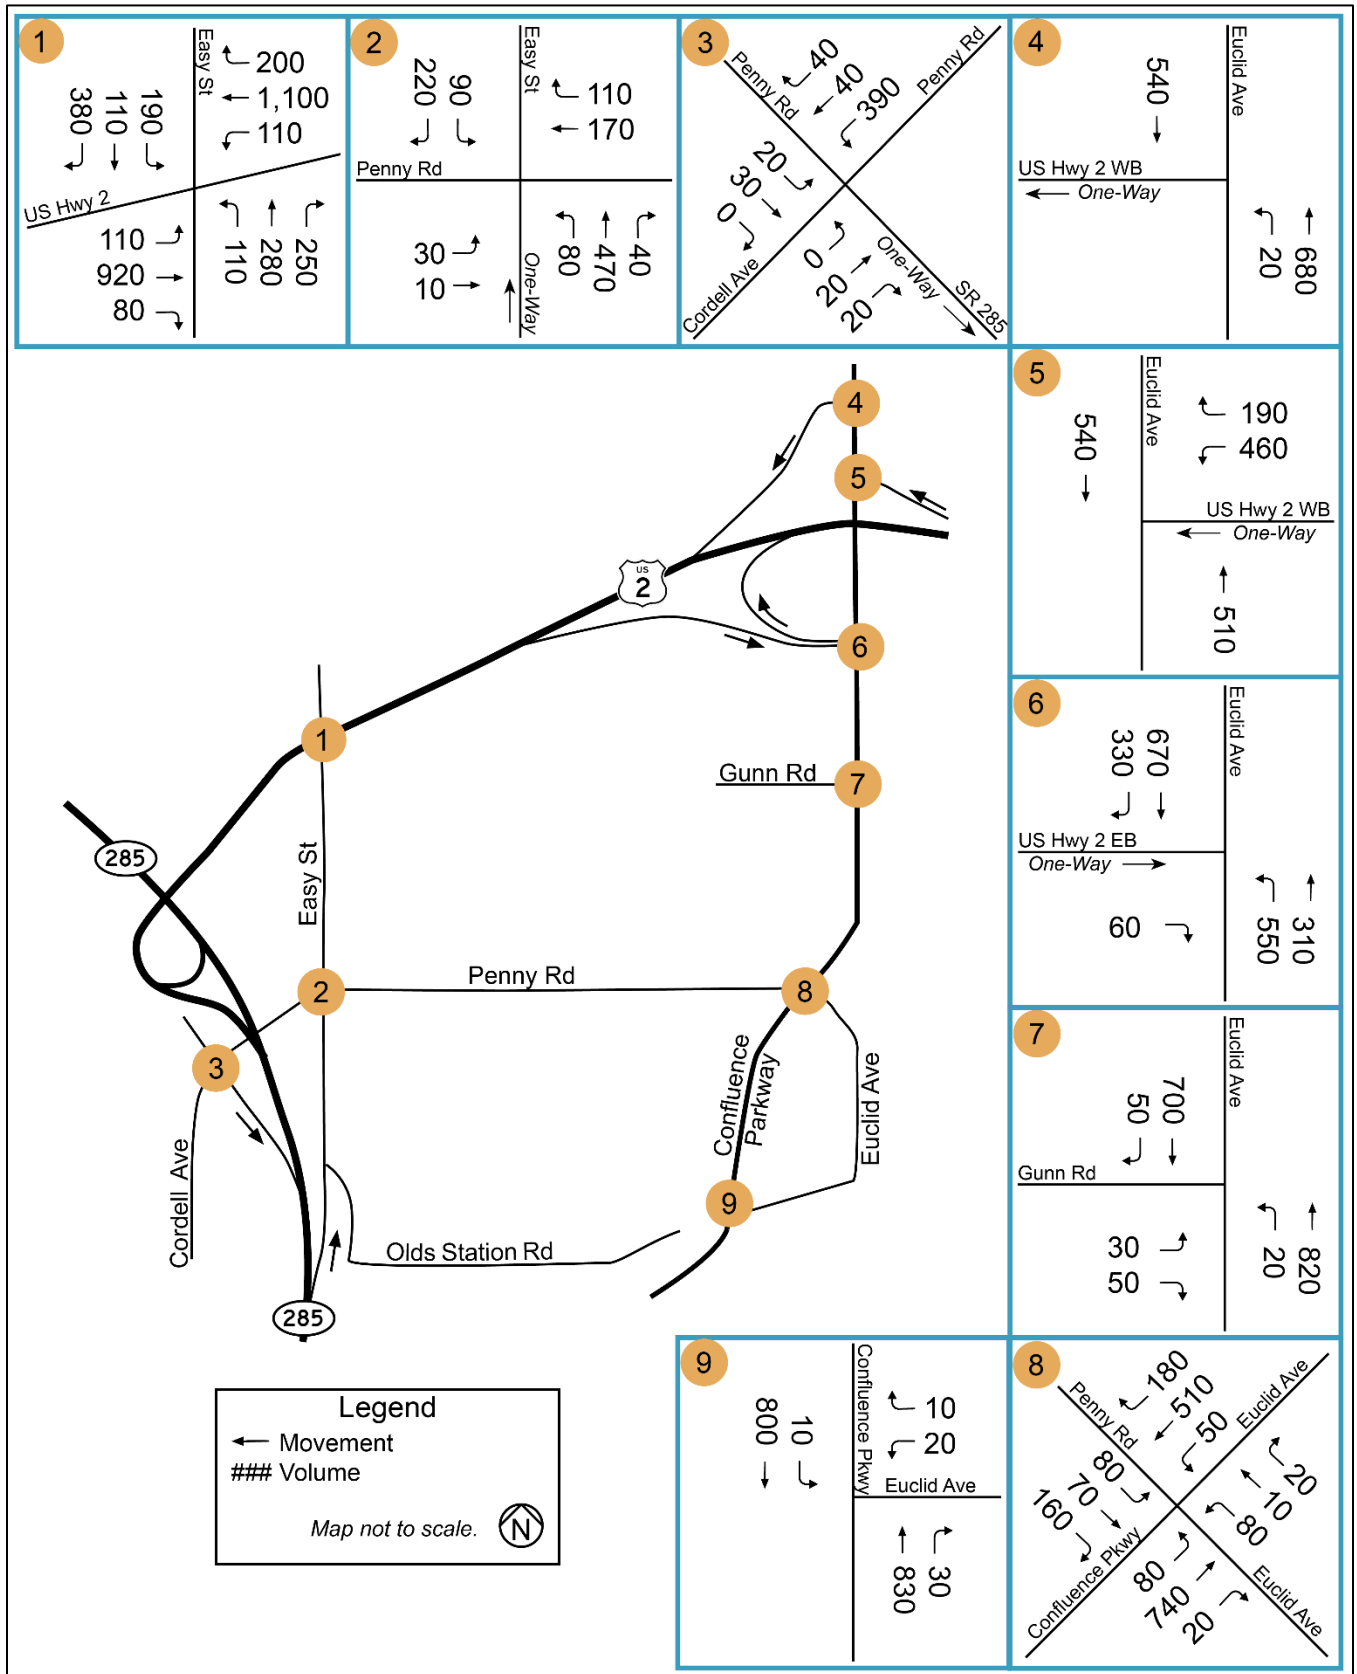 1
Easy St
200
1,100
110
380
110
190
US Hwy 2
110
920
80
110
280
250
2
Easy St
220
90
110
170
Penny Rd
30
10
One-Way
80
470
40
3
Penny Rd
40
40
390
Penny Rd
20
30
0
Cordell Ave
0
20
20
One-Way
SR 285
4
Euclid Ave
540
US Hwy 2 WB
One-Way
20
680
5
Euclid Ave
540
190
460
US Hwy 2 WB
One-Way
510
6
Euclid Ave
330
670
US Hwy 2 EB
One-Way
60
550
310
7
Euclid Ave
50
700
Gunn Rd
30
50
20
820
8
Penny Rd
180
510
50
Euclid Ave
80
70
160
Confluence Pkwy
20
10
80
80
740
20
Euclid Ave
9
Confluence Pkwy
800
10
10
20
Euclid Ave
830
30
4
5
US
2
6
1
Gunn Rd
7
285
Easy St
2
Penny Rd
8
3
Confluence
Parkway
Euclid Ave
Cordell Ave
9
Olds Station Rd
285
Legend
Movement
### Volume
Map not to scale.
N